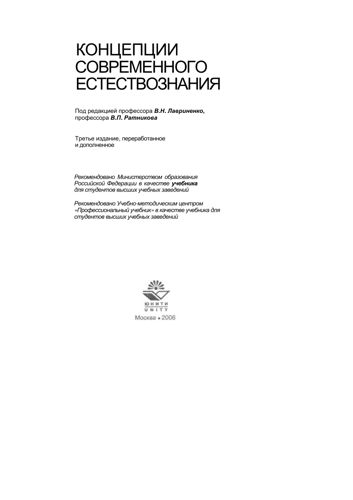 КОНЦЕПЦИИ
СОВРЕМЕННОГО
ЕСТЕСТВОЗНАНИЯ
Под редакцией профессора В.Н. Лавриненко,
профессора В.П. Ратникова
Третье издание, переработанное
и дополненное
Рекомендовано Министерством образования
Российской Федерации в качестве учебника
для студентов высших учебных заведений
Рекомендовано Учебно-методическим центром
«Профессиональный учебник» в качестве учебника для
студентов высших учебных заведений
ЮНИТИ
UNITY
Москва • 2006